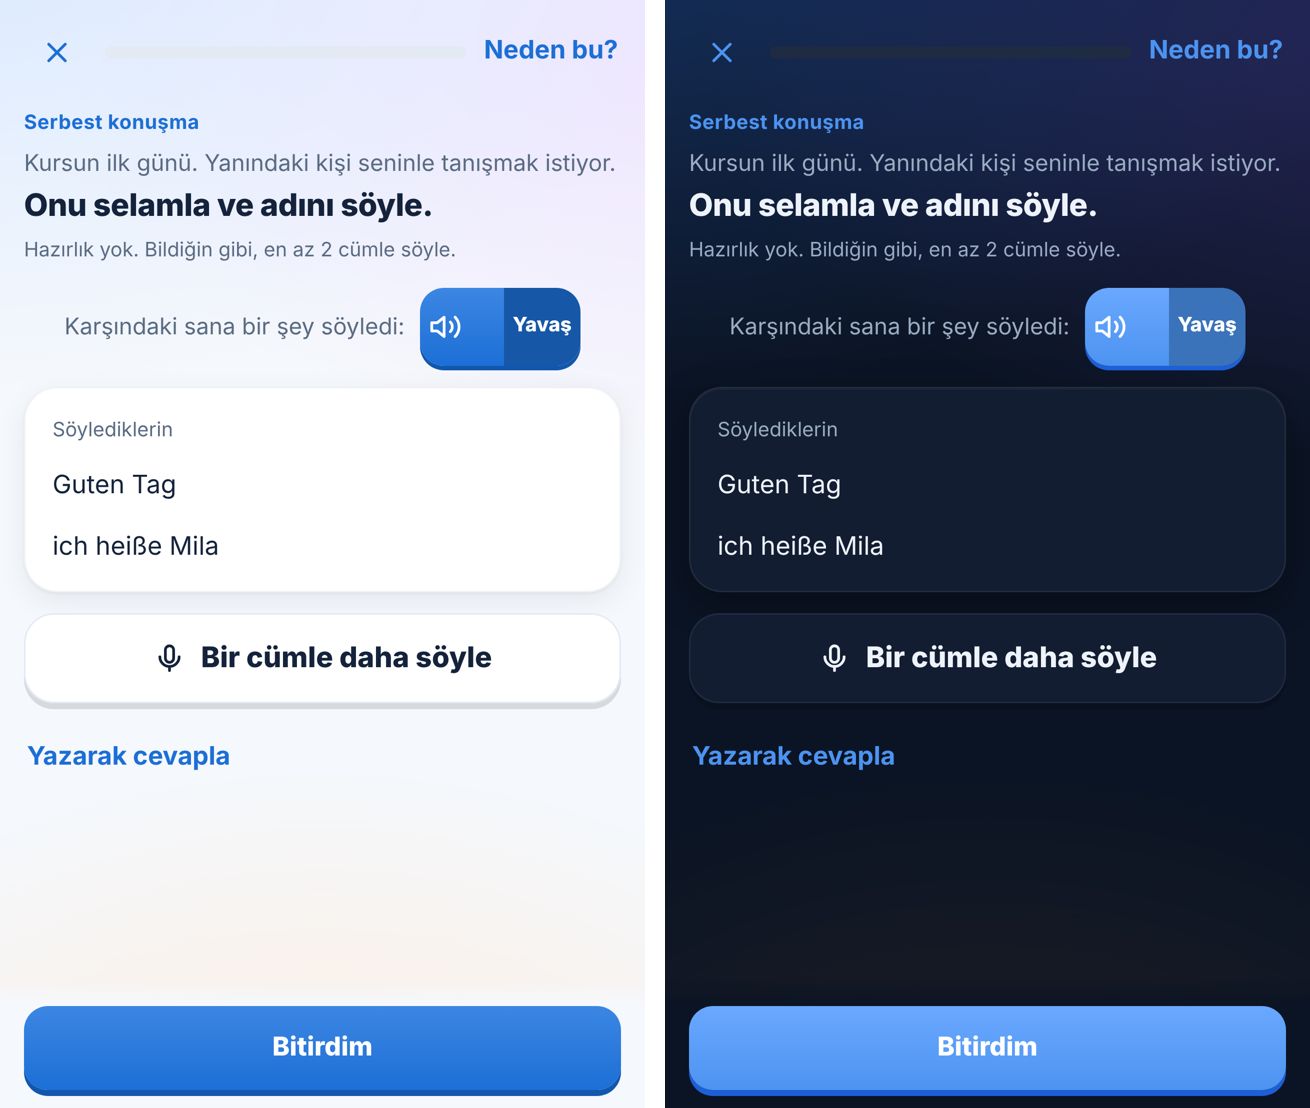 Neden bu?
Serbest konuşma
Kursun ilk günü. Yanındaki kişi seninle tanışmak istiyor.
Onu selamla ve adını söyle.
Hazırlık yok. Bildiğin gibi, en az 2 cümle söyle.
Karşındaki sana bir şey söyledi: Yavaş
Söylediklerin
Guten Tag
ich heiße Mila
Bir cümle daha söyle
Yazarak cevapla
Bitirdim
Neden bu?
Serbest konuşma
Kursun ilk günü. Yanındaki kişi seninle tanışmak istiyor.
Onu selamla ve adını söyle.
Hazırlık yok. Bildiğin gibi, en az 2 cümle söyle.
Karşındaki sana bir şey söyledi: Yavaş
Söylediklerin
Guten Tag
ich heiße Mila
Bir cümle daha söyle
Yazarak cevapla
Bitirdim